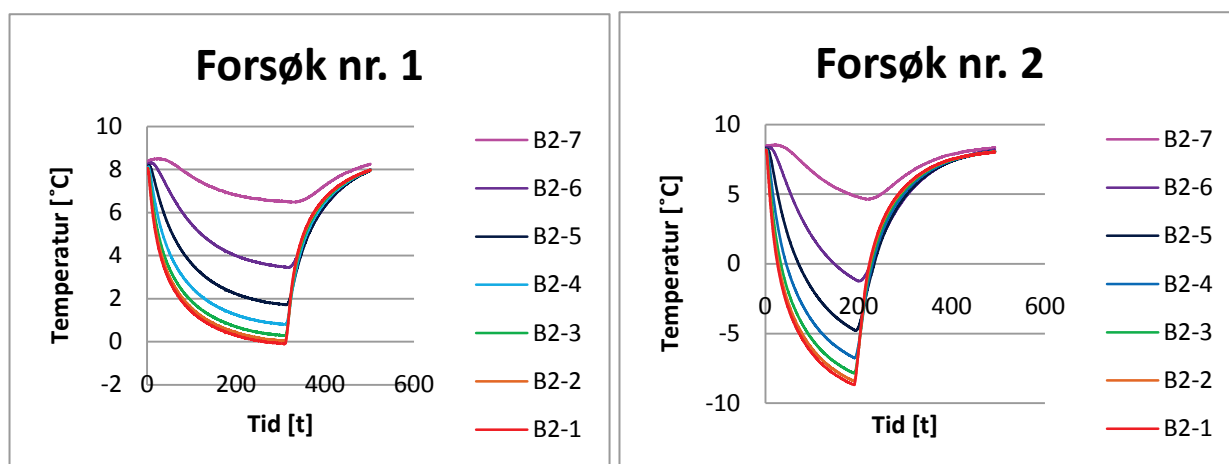 Forsøk nr. 1
10
8
6
4
2
0
-2
0
200
400
600
Temperatur [˚C]
Tid [t]
B2-7
B2-6
B2-5
B2-4
B2-3
B2-2
B2-1
Forsøk nr. 2
10
5
0
-5
-10
0
200
400
600
Temperatur [˚C]
Tid [t]
B2-7
B2-6
B2-5
B2-4
B2-3
B2-2
B2-1